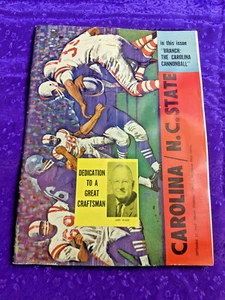 in this issue
"BRANCH:
THE CAROLINA
CANNONBALL"
CAROLINA N.C. STATE
DEDICATION
TO A
GREAT
CRAFTSMAN